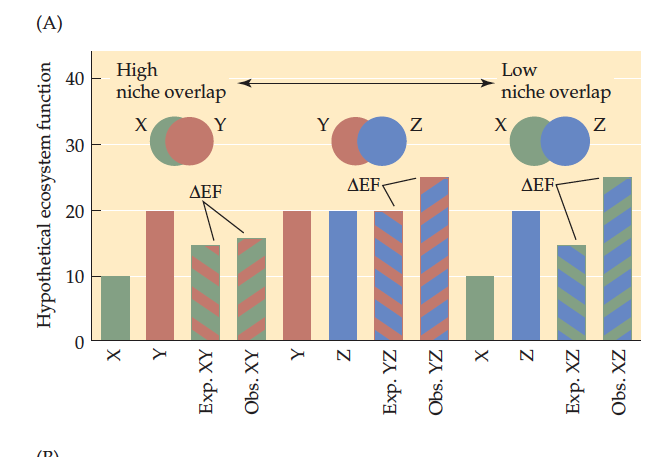 (A)
Hypothetical ecosystem function
40
30
20
10
0
High
niche overlap
Low
niche overlap
X
Y
Y
Z
X
Z
ΔEF
ΔEF
ΔEF
X
Y
Exp. XY
Obs. XY
Y
Z
Exp. YZ
Obs. YZ
X
Z
Exp. XZ
Obs. XZ
(B)